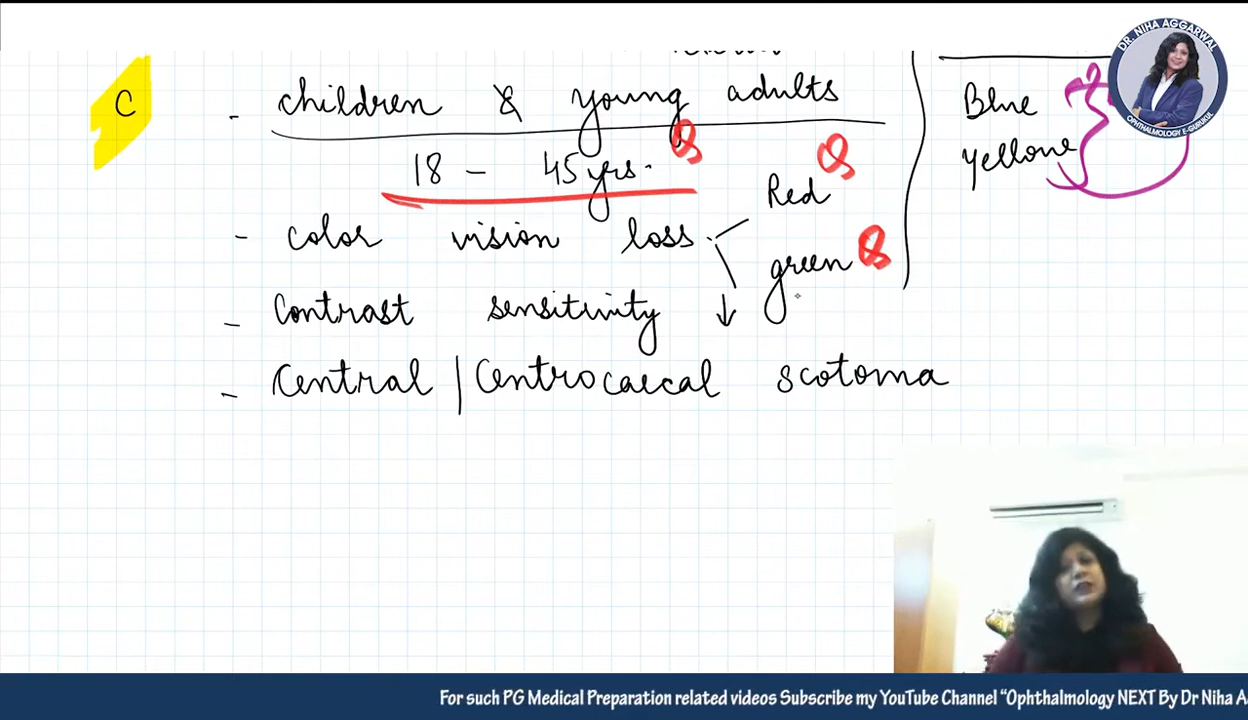 C
- children & young adults
18 - 45 yrs.
- color vision loss
Red
green
- Contrast sensitivity ↓
- Central | Centrocaecal scotoma
Blue
Yellow
DR. NIHA AGGARWAL
OPHTHALMOLOGY E-GURUKUL
For such PG Medical Preparation related videos Subscribe my YouTube Channel "Ophthalmology NEXT By Dr Niha A